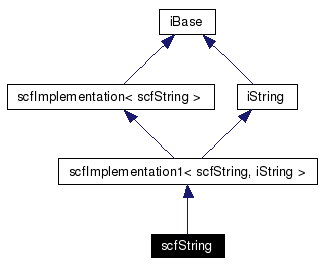 iBase
scfImplementation< scfString >
iString
scfImplementation1< scfString, iString >
scfString